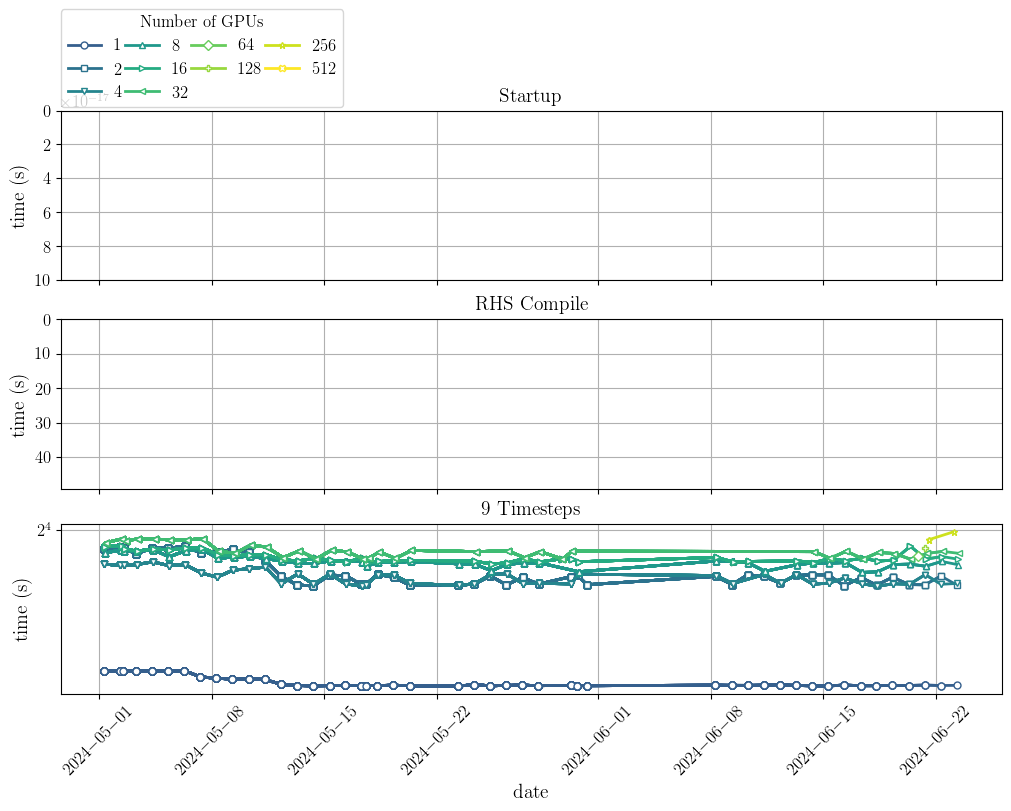 Number of GPUs
1 8 64 256
2 16 128 512
4 32
×10−17
Startup
0
2
4
6
8
10
time (s)
RHS Compile
0
10
20
30
40
time (s)
9 Timesteps
2^4
time (s)
2024−05−01 2024−05−08 2024−05−15 2024−05−22 2024−06−01 2024−06−08 2024−06−15 2024−06−22
date